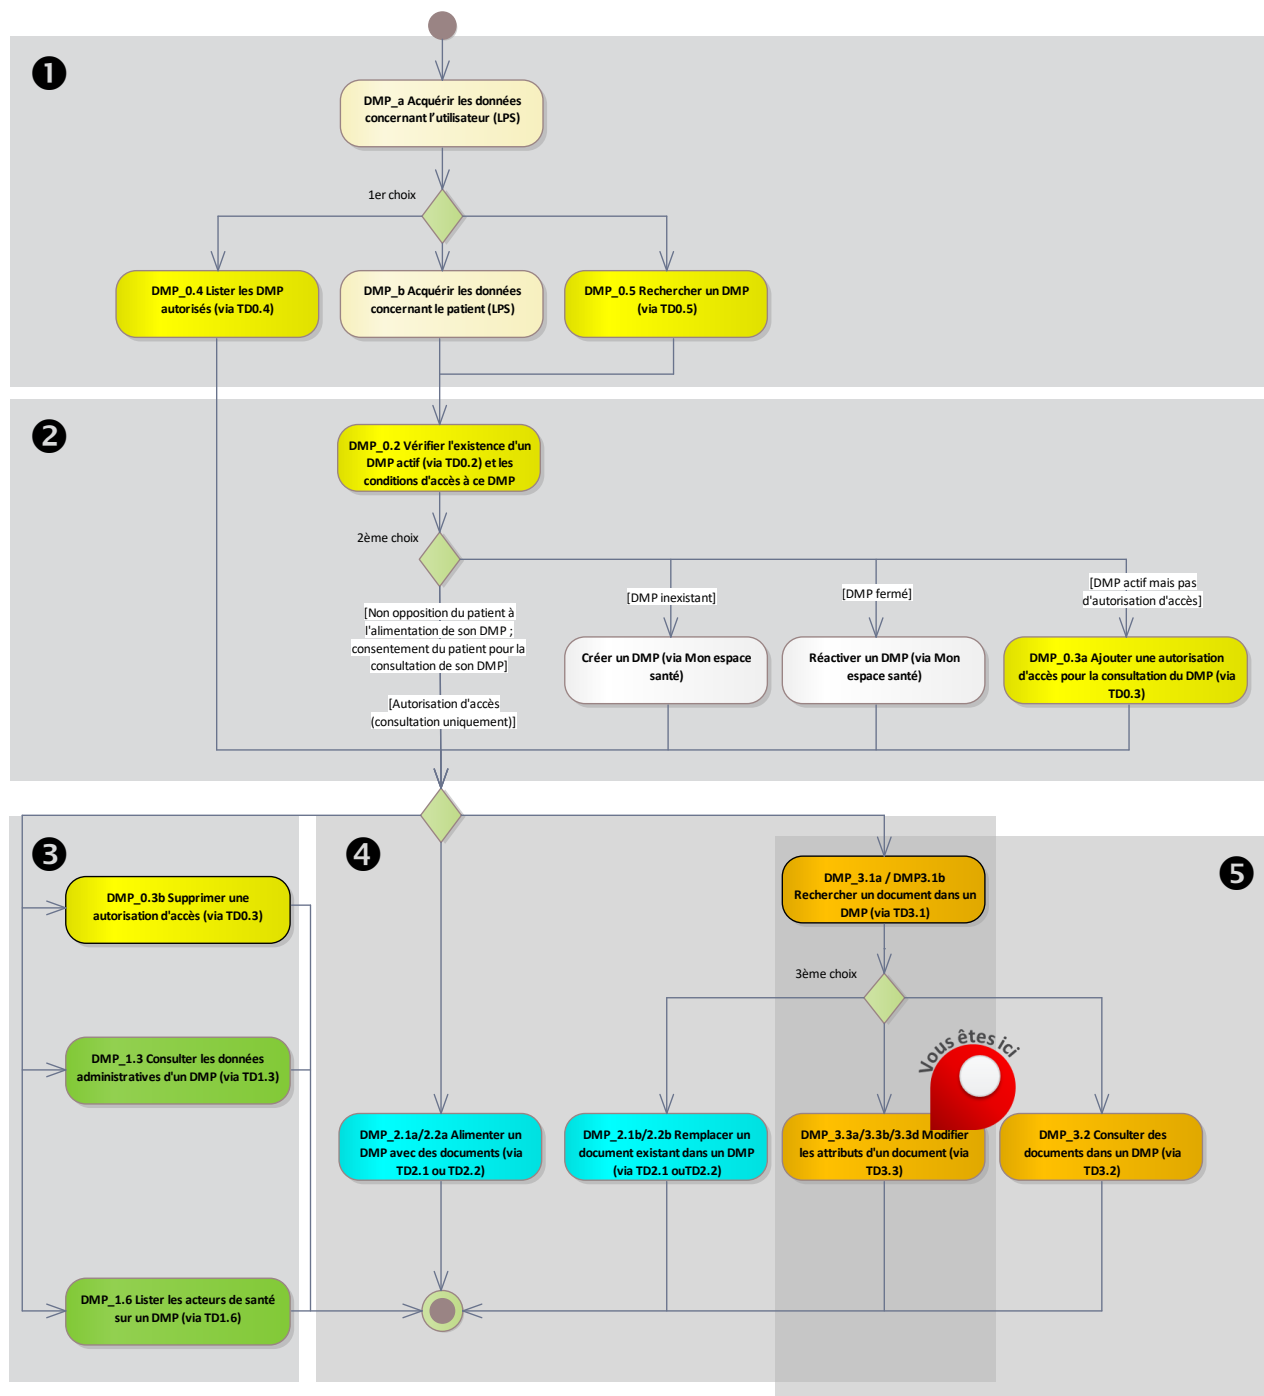 1
DMP_a Acquérir les données
concernant l’utilisateur (LPS)
1er choix
DMP_0.4 Lister les DMP
autorisés (via TD0.4)
DMP_b Acquérir les données
concernant le patient (LPS)
DMP_0.5 Rechercher un DMP
(via TD0.5)
2
DMP_0.2 Vérifier l'existence d'un
DMP actif (via TD0.2) et les
conditions d'accès à ce DMP
2ème choix
[Non opposition du patient à
l'alimentation de son DMP ;
consentement du patient pour la
consultation de son DMP]
[Autorisation d'accès
(consultation uniquement)]
[DMP inexistant]
[DMP fermé]
[DMP actif mais pas
d'autorisation d'accès]
Créer un DMP (via Mon espace
santé)
Réactiver un DMP (via Mon
espace santé)
DMP_0.3a Ajouter une autorisation
d'accès pour la consultation du DMP (via
TD0.3)
3
DMP_0.3b Supprimer une
autorisation d'accès (via TD0.3)
DMP_1.3 Consulter les données
administratives d'un DMP (via TD1.3)
DMP_1.6 Lister les acteurs de santé
sur un DMP (via TD1.6)
4
5
DMP_3.1a / DMP3.1b
Rechercher un document dans un
DMP (via TD3.1)
3ème choix
Vous êtes ici
DMP_2.1a/2.2a Alimenter un
DMP avec des documents (via
TD2.1 ou TD2.2)
DMP_2.1b/2.2b Remplacer un
document existant dans un DMP
(via TD2.1 ouTD2.2)
DMP_3.3a/3.3b/3.3d Modifier
les attributs d'un document (via
TD3.3)
DMP_3.2 Consulter des
documents dans un DMP (via
TD3.2)